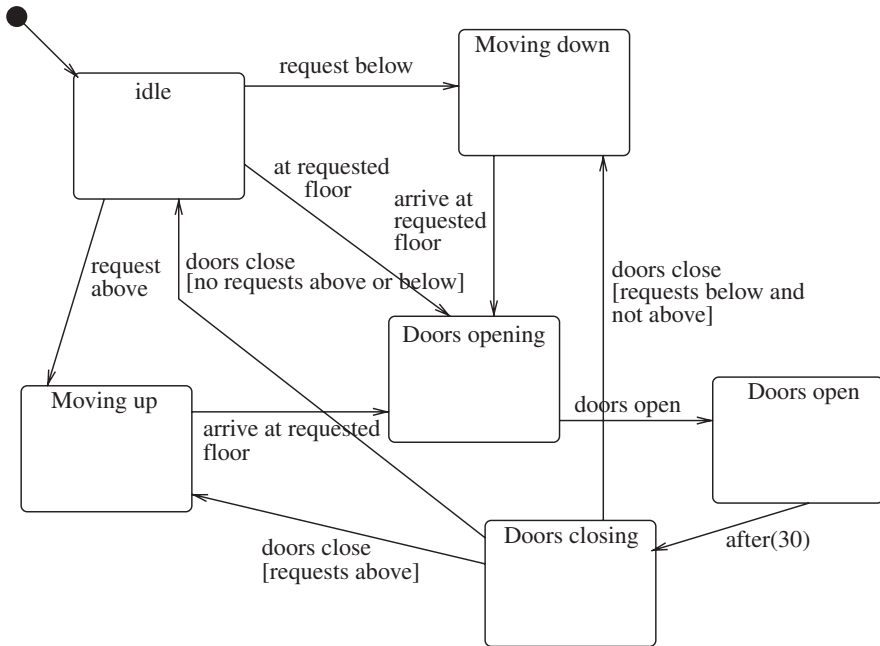 Moving down
request below
idle
at requested
floor
arrive at
requested
floor
request
above
doors close
[no requests above or below]
doors close
[requests below and
not above]
Doors opening
Moving up
Doors open
doors open
arrive at requested
floor
Doors closing
after(30)
doors close
[requests above]